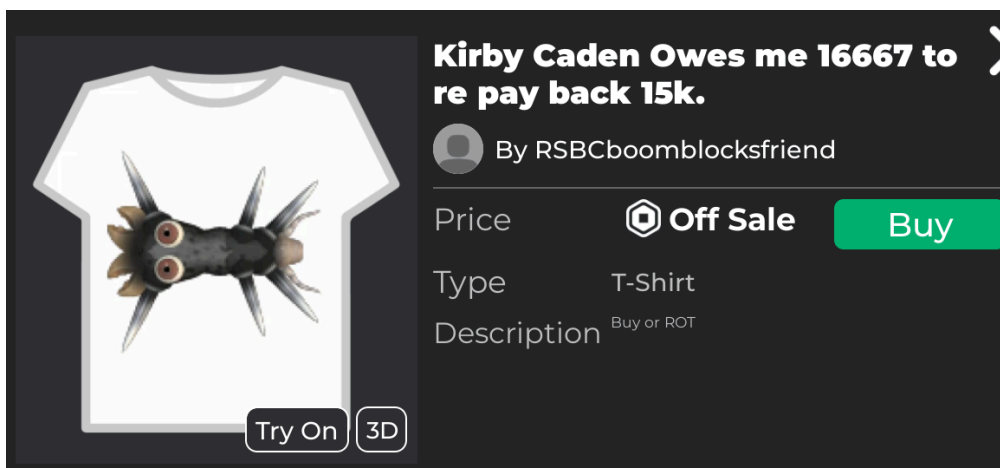 Kirby Caden Owes me 16667 to
re pay back 15k.
By RSBCboomblocksfriend
Price Off Sale Buy
Type T-Shirt
Description Buy or ROT
Try On 3D